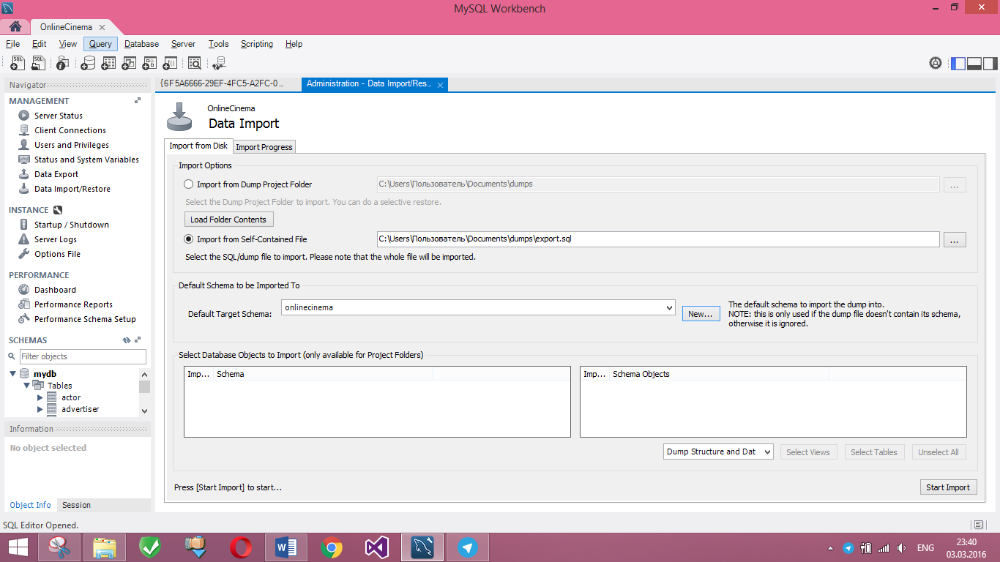 MySQL Workbench
OnlineCinema
File Edit View Query Database Server Tools Scripting Help
Navigator
MANAGEMENT
Server Status
Client Connections
Users and Privileges
Status and System Variables
Data Export
Data Import/Restore
INSTANCE
Startup / Shutdown
Server Logs
Options File
PERFORMANCE
Dashboard
Performance Reports
Performance Schema Setup
SCHEMAS
Filter objects
mydb
Tables
actor
advertiser
Information
No object selected
Object Info Session
{6F5A6666-29EF-4FC5-A2FC-0... Administration - Data Import/Res...
OnlineCinema
Data Import
Import from Disk Import Progress
Import Options
Import from Dump Project Folder C:\Users\Пользователь\Documents\dumps ...
Select the Dump Project Folder to import. You can do a selective restore.
Load Folder Contents
Import from Self-Contained File C:\Users\Пользователь\Documents\dumps\export.sql ...
Select the SQL/dump file to import. Please note that the whole file will be imported.
Default Schema to be Imported To
Default Target Schema: onlinecinema New...
The default schema to import the dump into.
NOTE: this is only used if the dump file doesn't contain its schema,
otherwise it is ignored.
Select Database Objects to Import (only available for Project Folders)
Imp... Schema Imp... Schema Objects
Dump Structure and Dat Select Views Select Tables Unselect All
Press [Start Import] to start... Start Import
SQL Editor Opened.
ENG
23:40
03.03.2016